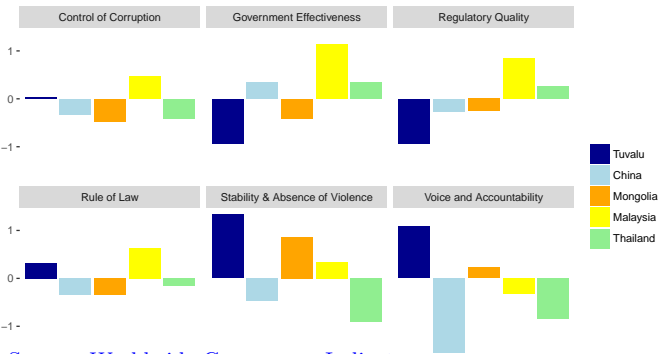 Control of Corruption
Government Effectiveness
Regulatory Quality
1
0
−1
Rule of Law
Stability & Absence of Violence
Voice and Accountability
1
0
−1
Tuvalu
China
Mongolia
Malaysia
Thailand